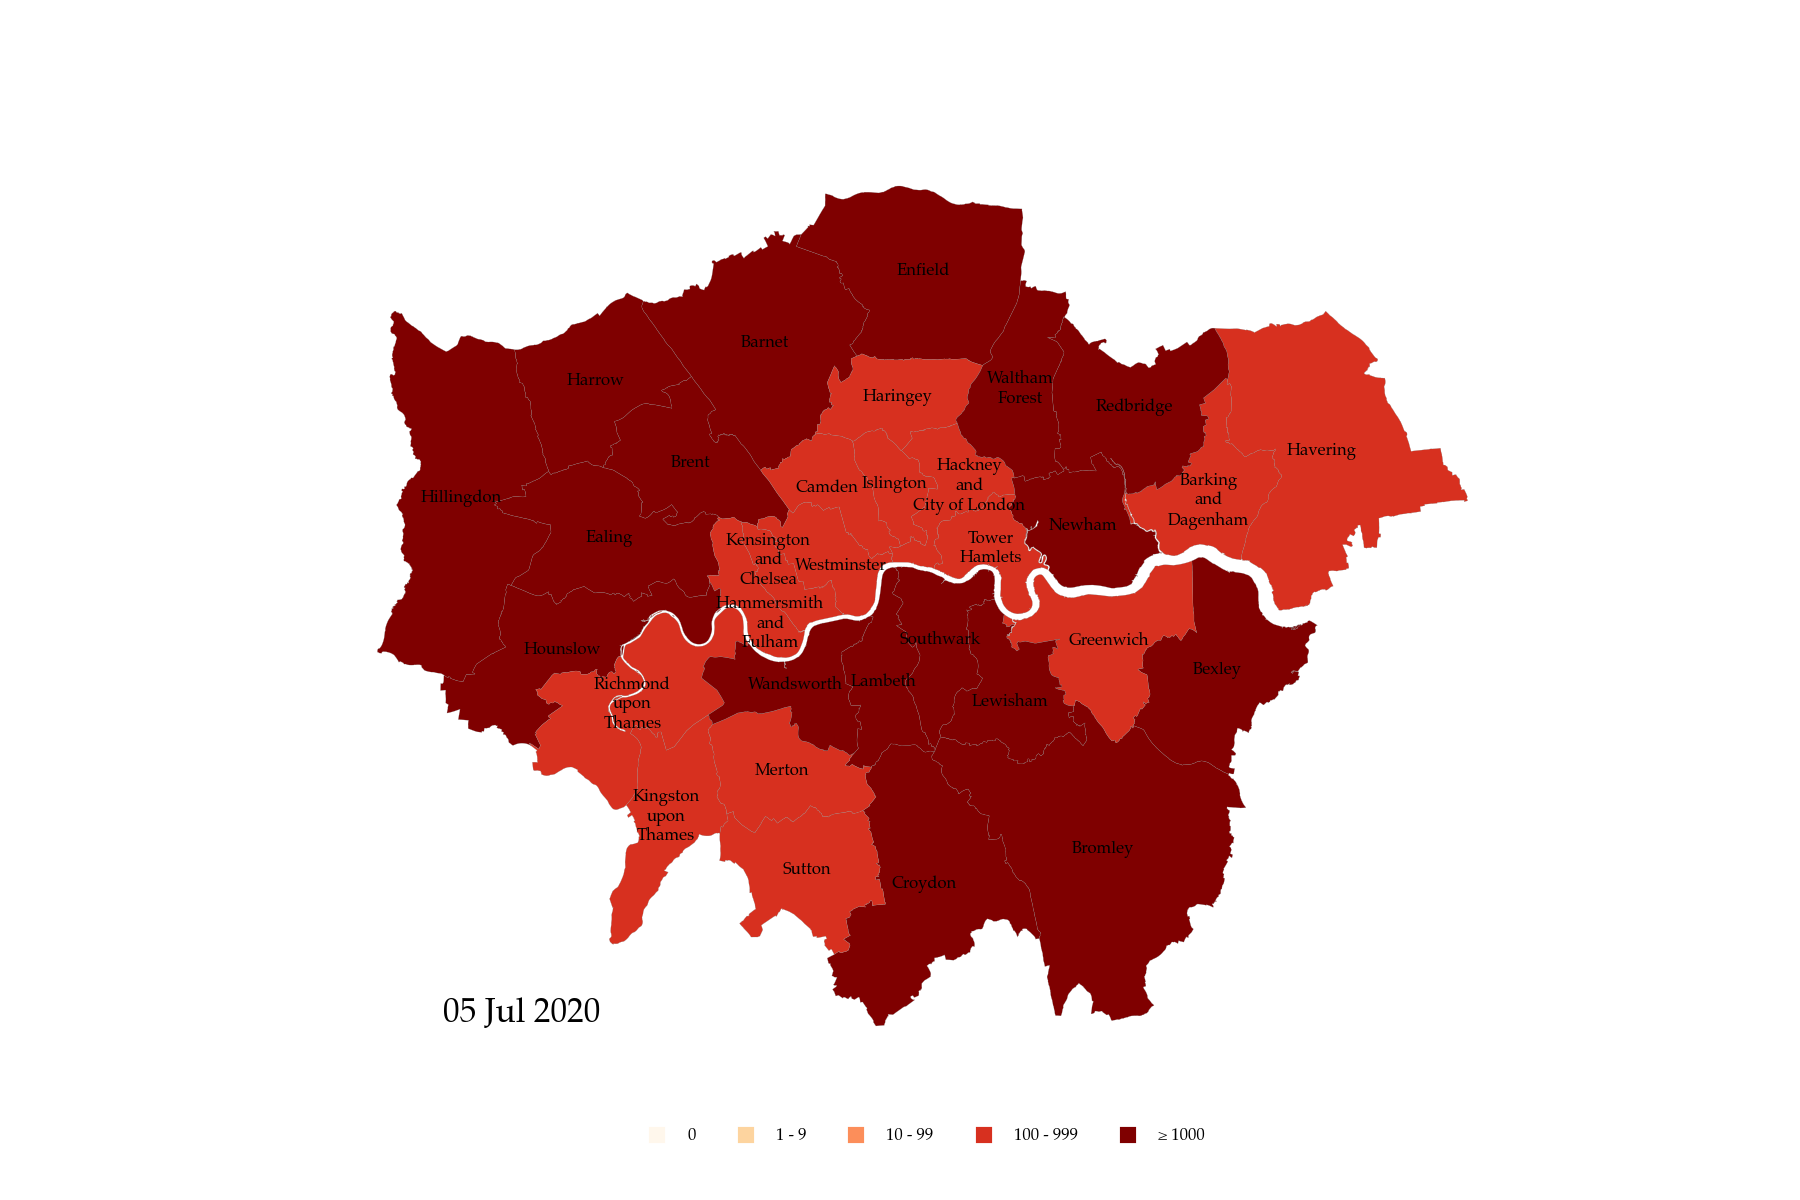 Enfield
Barnet
Harrow
Waltham
Forest
Haringey
Redbridge
Havering
Brent
Hackney
and
City of London
Camden
Islington
Barking
and
Dagenham
Hillingdon
Newham
Ealing
Kensington
and
Chelsea
Tower
Hamlets
Westminster
Hammersmith
and
Fulham
Southwark
Greenwich
Hounslow
Bexley
Richmond
upon
Thames
Wandsworth
Lambeth
Lewisham
Merton
Kingston
upon
Thames
Bromley
Sutton
Croydon
05 Jul 2020
0 1 - 9 10 - 99 100 - 999 ≥ 1000